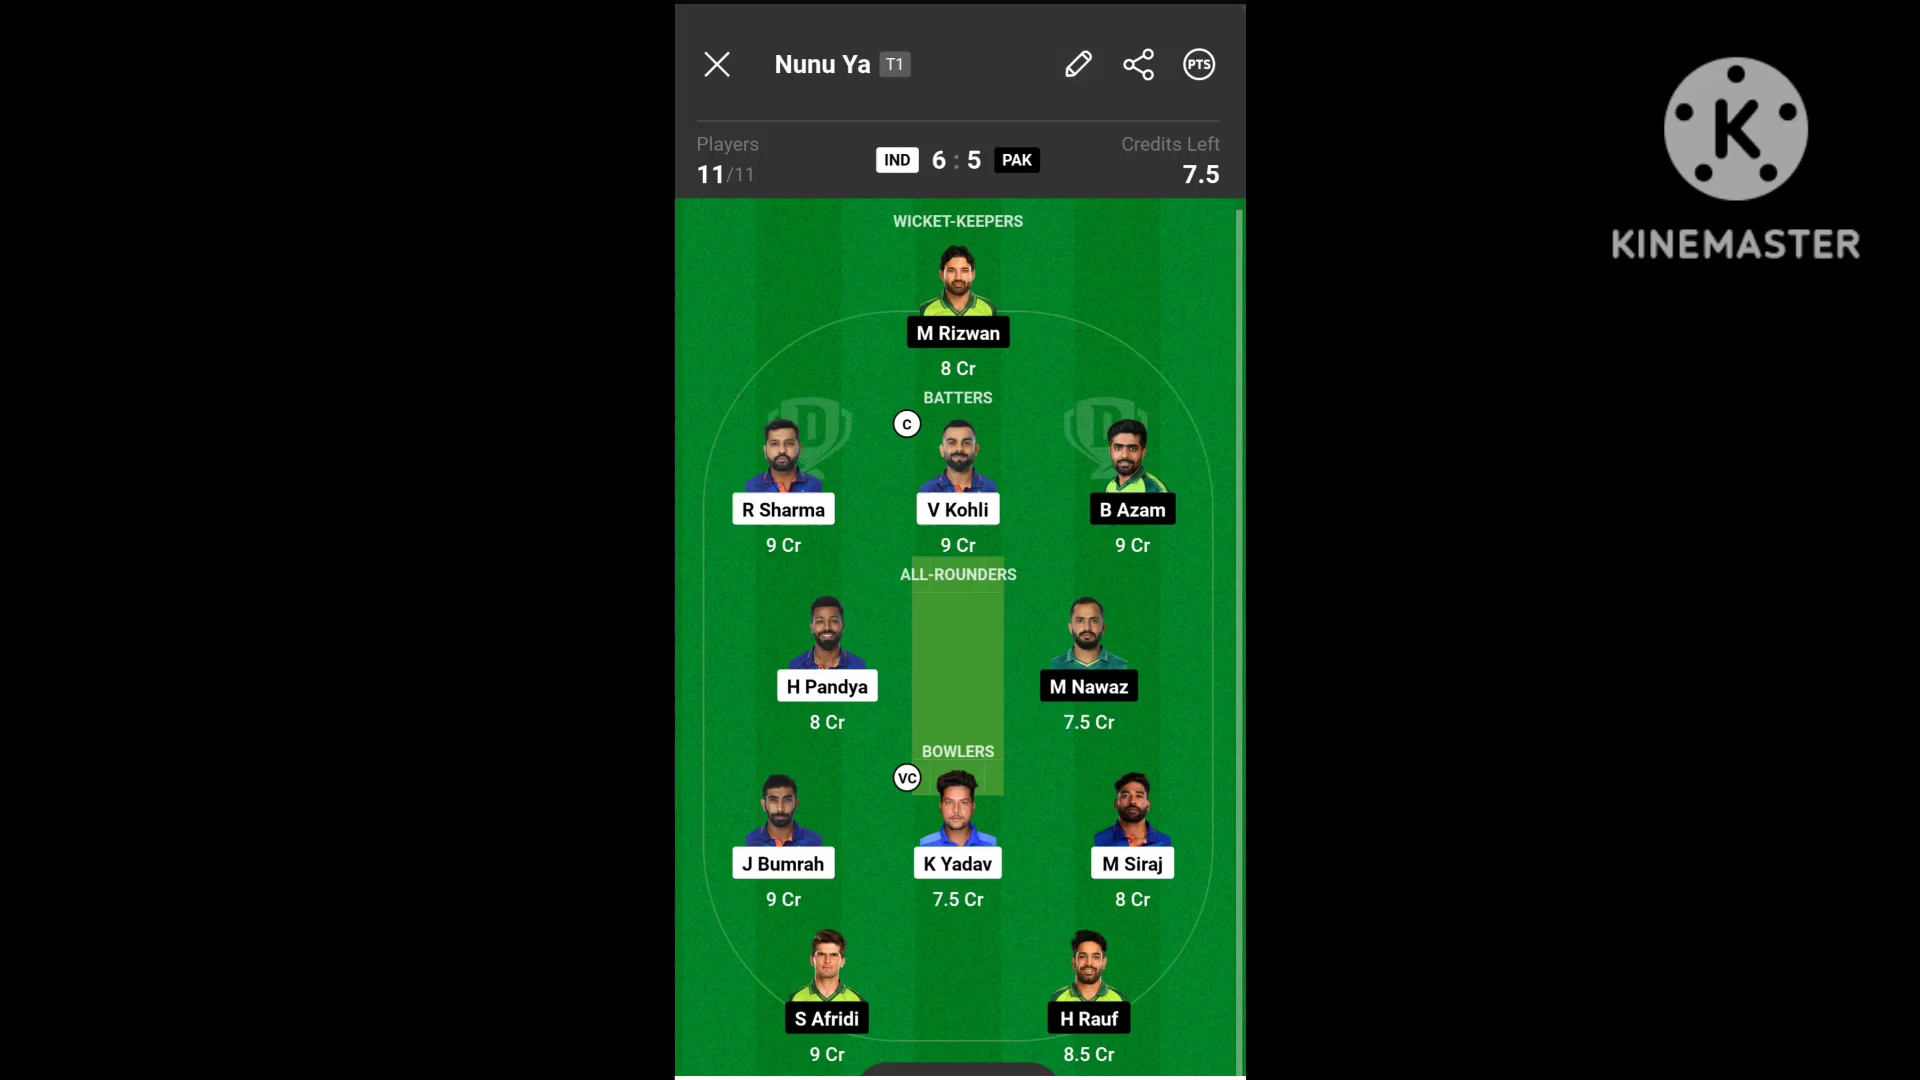 Nunu Ya T1
PTS
Players
11/11
IND 6 : 5 PAK
Credits Left
7.5
WICKET-KEEPERS
M Rizwan
8 Cr
BATTERS
C
D D
R Sharma V Kohli B Azam
9 Cr 9 Cr 9 Cr
ALL-ROUNDERS
H Pandya M Nawaz
8 Cr 7.5 Cr
BOWLERS
VC
J Bumrah K Yadav M Siraj
9 Cr 7.5 Cr 8 Cr
S Afridi H Rauf
9 Cr 8.5 Cr
K
KINEMASTER